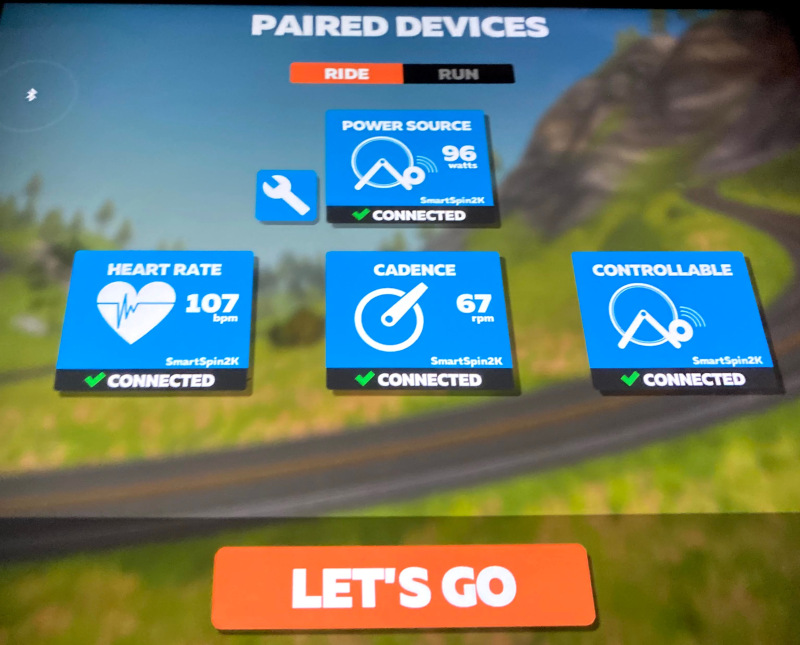 PAIRED DEVICES
RIDE RUN
POWER SOURCE
96
watts
SmartSpin2K
CONNECTED
HEART RATE
107
bpm
SmartSpin2K
CONNECTED
CADENCE
67
rpm
SmartSpin2K
CONNECTED
CONTROLLABLE
SmartSpin2K
CONNECTED
LET'S GO